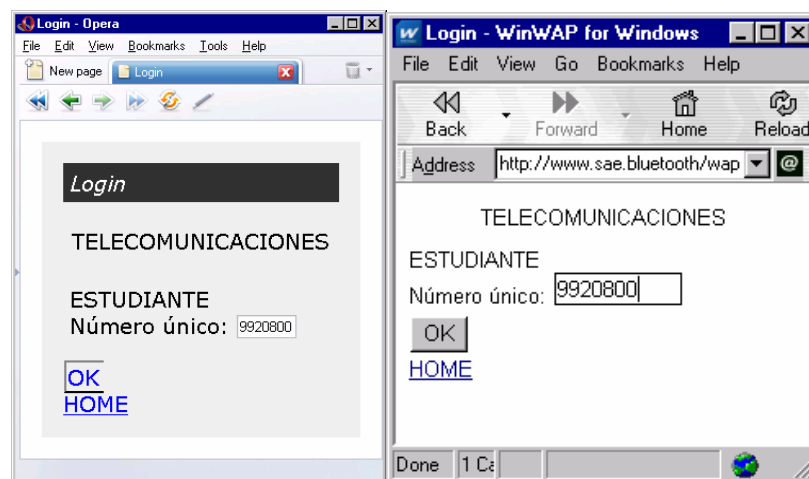 Login - Opera
File Edit View Bookmarks Tools Help
New page Login
Login
TELECOMUNICACIONES
ESTUDIANTE
Número único: 9920800
OK
HOME
w Login - WinWAP for Windows
File Edit View Go Bookmarks Help
Back Forward Home Reload
Address http://www.sae.bluetooth/wap @
TELECOMUNICACIONES
ESTUDIANTE
Número único: 9920800
OK
HOME
Done 1 Ca